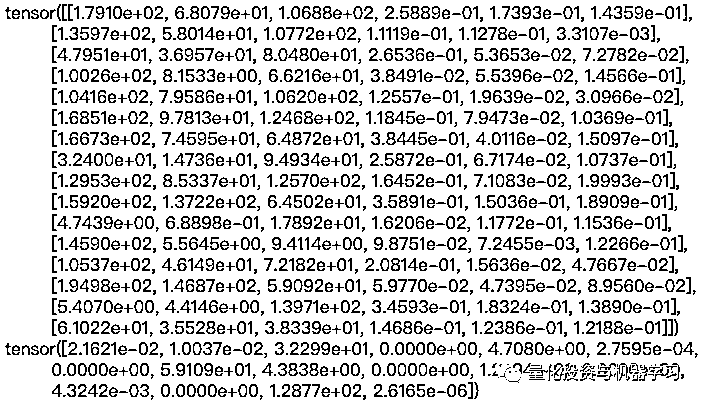 tensor([[1.7910e+02, 6.8079e+01, 1.0688e+02, 2.5889e-01, 1.7393e-01, 1.4359e-01],
[1.3597e+02, 5.8014e+01, 1.0772e+02, 1.1119e-01, 1.1278e-01, 3.3107e-03],
[4.7951e+01, 3.6957e+01, 8.0480e+01, 2.6536e-01, 5.3653e-02, 7.2782e-02],
[1.0026e+02, 8.1533e+00, 6.6216e+01, 3.8491e-02, 5.5396e-02, 1.4566e-01],
[1.0416e+02, 7.9586e+01, 1.0620e+02, 1.2557e-01, 1.9639e-02, 3.0966e-02],
[1.6851e+02, 9.7813e+01, 1.2468e+02, 1.1845e-01, 7.9473e-02, 1.0369e-01],
[1.6673e+02, 7.4595e+01, 6.4872e+01, 3.8445e-01, 4.0116e-02, 1.5097e-01],
[3.2400e+01, 1.4736e+01, 9.4934e+01, 2.5872e-01, 6.7174e-02, 1.0737e-01],
[1.2953e+02, 8.5337e+01, 1.2570e+02, 1.6452e-01, 7.1083e-02, 1.9993e-01],
[1.5920e+02, 1.3722e+02, 6.4502e+01, 3.5891e-01, 1.5036e-01, 1.8909e-01],
[4.7439e+00, 6.8898e-01, 1.7892e+01, 1.6206e-02, 1.1772e-01, 1.1536e-01],
[1.4590e+02, 5.5645e+00, 9.4114e+00, 9.8751e-02, 7.2455e-03, 1.2266e-01],
[1.0537e+02, 4.6149e+01, 7.2182e+01, 2.0814e-01, 1.5632e-02, 4.7667e-02],
[1.9498e+02, 1.4687e+02, 5.9092e+01, 5.9770e-02, 4.7395e-02, 8.9560e-02],
[5.4070e+00, 4.4146e+00, 1.3971e+02, 3.4593e-01, 1.8324e-01, 1.3890e-01],
[6.1022e+01, 3.5528e+01, 3.8339e+01, 1.4686e-01, 1.2386e-01, 1.2188e-01]])
tensor([[2.1621e-02, 1.0037e-02, 3.2299e+01, 0.0000e+00, 4.7080e+00, 2.7595e-04,
0.0000e+00, 5.9109e+01, 4.3838e+00, 0.0000e+00,
4.3242e-03, 0.0000e+00, 1.2877e+02, 2.6165e-06]])
量化投资与机器学习